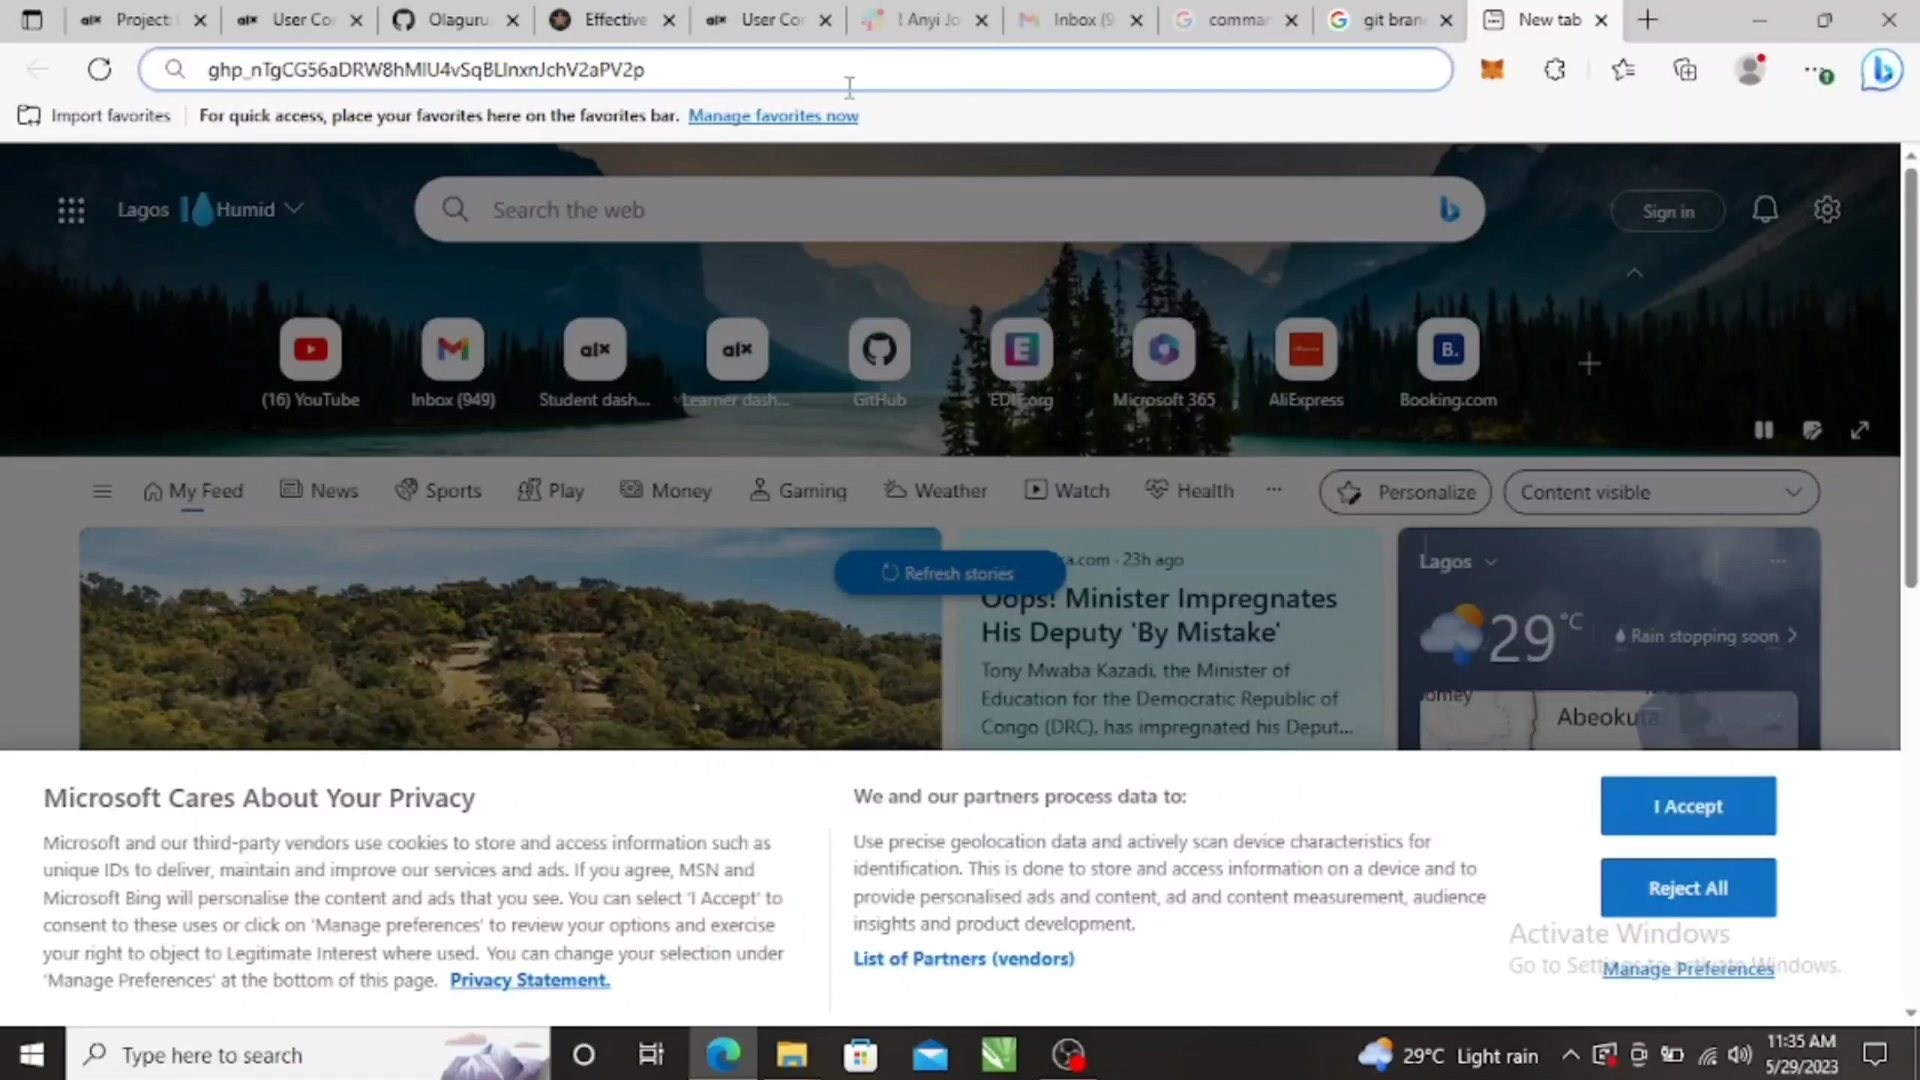 Project:
User Cor
Olaguru
Effective
User Cor
! Anyi Jo
Inbox (9
commar
git bran
New tab
[GitHub token redacted]
Import favorites
For quick access, place your favorites here on the favorites bar. Manage favorites now
Lagos
Humid
Search the web
Sign in
(16) YouTube
Inbox (949)
alx
Student dash...
alx
Learner dash...
GitHub
EDIT.org
Microsoft 365
AliExpress
B.
Booking.com
My Feed
News
Sports
Play
Money
Gaming
Weather
Watch
Health
Personalize
Content visible
Refresh stories
ra.com · 23h ago
Oops! Minister Impregnates
His Deputy 'By Mistake'
Tony Mwaba Kazadi, the Minister of
Education for the Democratic Republic of
Congo (DRC), has impregnated his Deput...
Lagos
29 °C
Rain stopping soon
Abeokuta
Microsoft Cares About Your Privacy
Microsoft and our third-party vendors use cookies to store and access information such as
unique IDs to deliver, maintain and improve our services and ads. If you agree, MSN and
Microsoft Bing will personalise the content and ads that you see. You can select 'I Accept' to
consent to these uses or click on 'Manage preferences' to review your options and exercise
your right to object to Legitimate Interest where used. You can change your selection under
'Manage Preferences' at the bottom of this page. Privacy Statement.
We and our partners process data to:
Use precise geolocation data and actively scan device characteristics for
identification. This is done to store and access information on a device and to
provide personalised ads and content, ad and content measurement, audience
insights and product development.
List of Partners (vendors)
I Accept
Reject All
Manage Preferences
Activate Windows
Go to Settings to activate Windows.
Type here to search
29°C Light rain
11:35 AM
5/29/2023